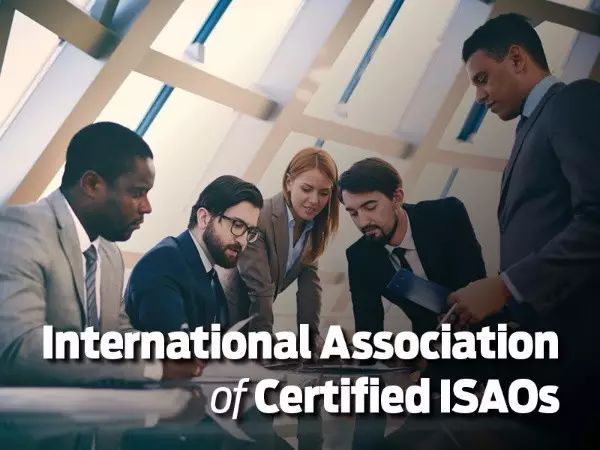 International Association
of Certified ISAOs